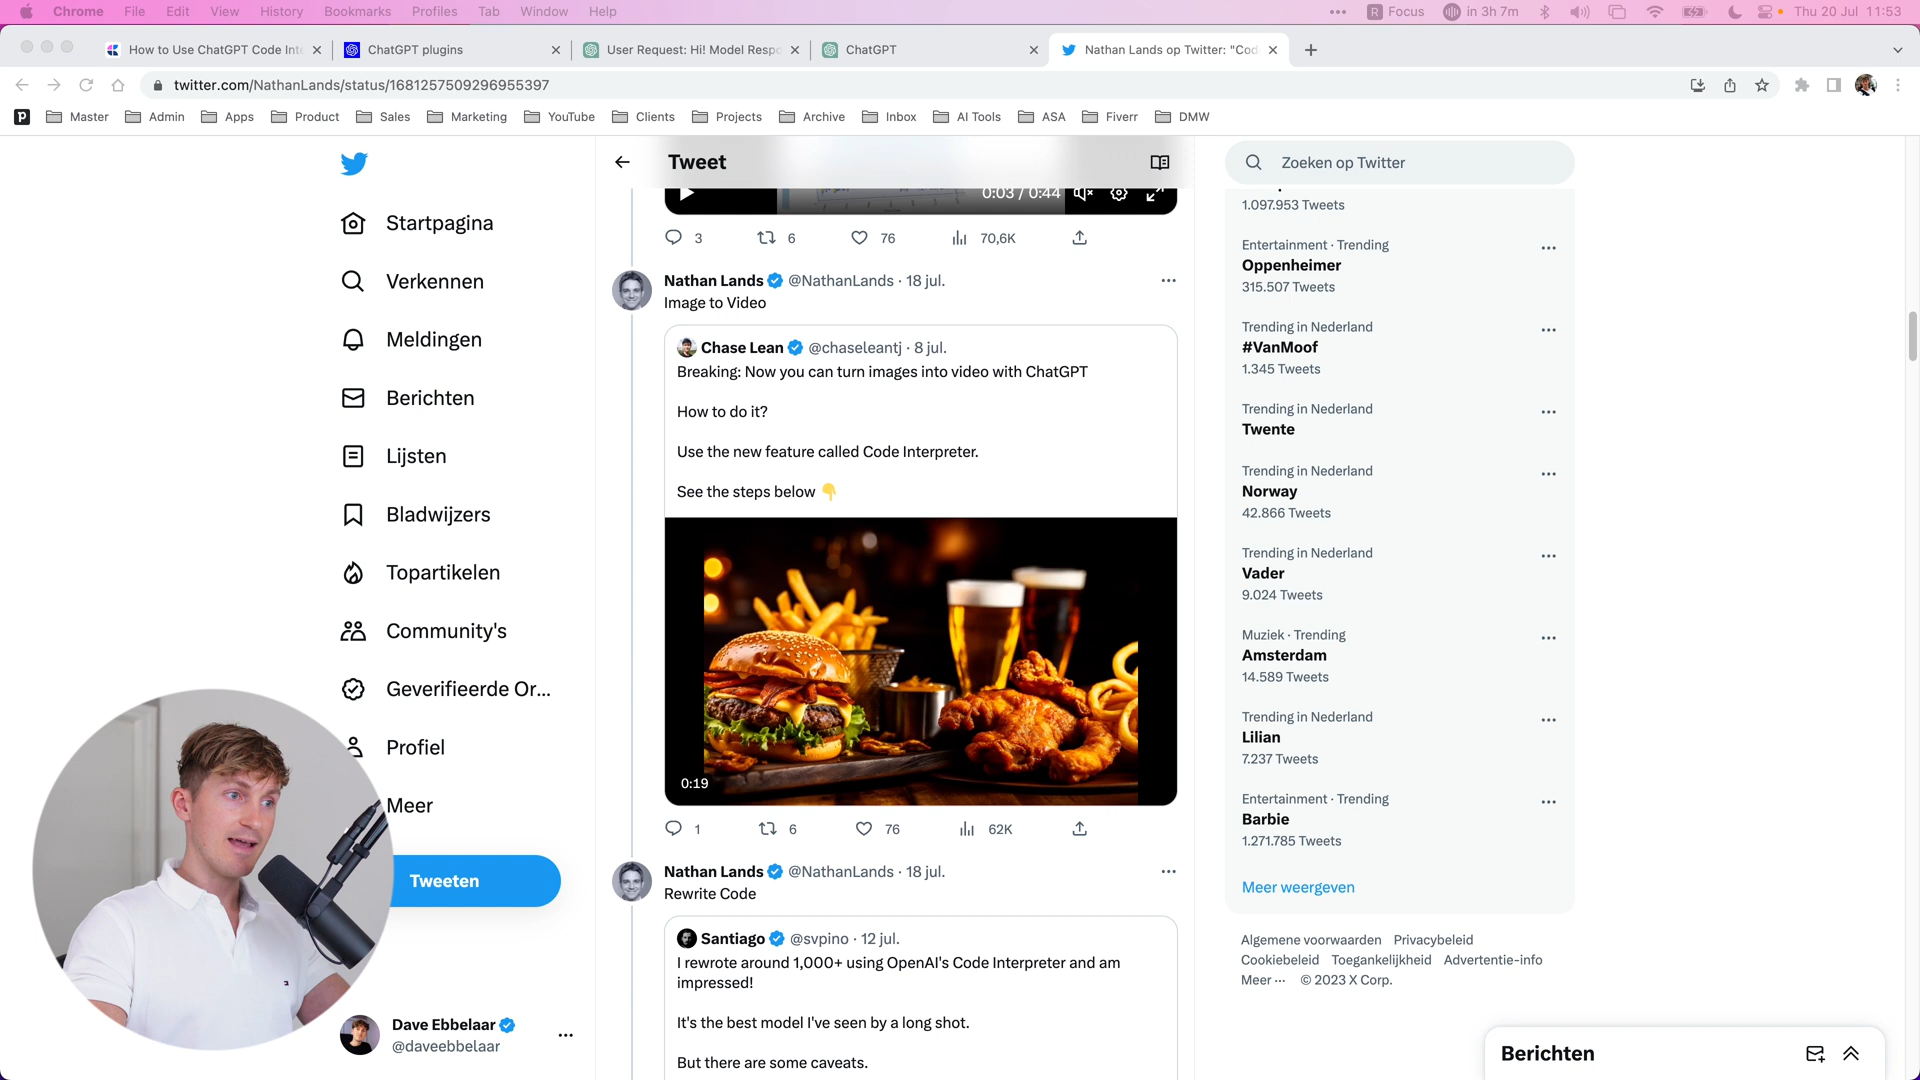 Chrome File Edit View History Bookmarks Profiles Tab Window Help
R Focus in 3h 7m Thu 20 Jul 11:53
How to Use ChatGPT Code Inte
ChatGPT plugins
User Request: Hi! Model Respo
ChatGPT
Nathan Lands op Twitter: "Cod
twitter.com/NathanLands/status/1681257509296955397
Master Admin Apps Product Sales Marketing YouTube Clients Projects Archive Inbox AI Tools ASA Fiverr DMW
Startpagina
Verkennen
Meldingen
Berichten
Lijsten
Bladwijzers
Topartikelen
Community's
Geverifieerde Or...
Profiel
Meer
Tweeten
Dave Ebbelaar
@daveebbelaar
Tweet
0:03 / 0:44
3 6 76 70,6K
Nathan Lands @NathanLands · 18 jul.
Image to Video
Chase Lean @chaseleantj · 8 jul.
Breaking: Now you can turn images into video with ChatGPT
How to do it?
Use the new feature called Code Interpreter.
See the steps below 👇
0:19
1 6 76 62K
Nathan Lands @NathanLands · 18 jul.
Rewrite Code
Santiago @svpino · 12 jul.
I rewrote around 1,000+ using OpenAI's Code Interpreter and am
impressed!
It's the best model I've seen by a long shot.
But there are some caveats.
Zoeken op Twitter
1.097.953 Tweets
Entertainment · Trending
Oppenheimer
315.507 Tweets
Trending in Nederland
#VanMoof
1.345 Tweets
Trending in Nederland
Twente
Trending in Nederland
Norway
42.866 Tweets
Trending in Nederland
Vader
9.024 Tweets
Muziek · Trending
Amsterdam
14.589 Tweets
Trending in Nederland
Lilian
7.237 Tweets
Entertainment · Trending
Barbie
1.271.785 Tweets
Meer weergeven
Algemene voorwaarden Privacybeleid
Cookiebeleid Toegankelijkheid Advertentie-info
Meer ··· © 2023 X Corp.
Berichten